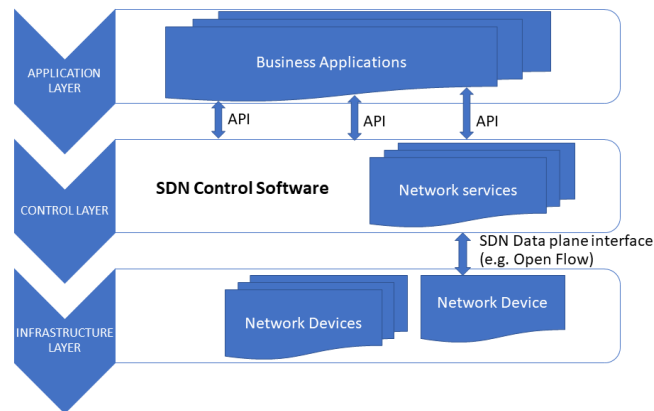 APPLICATION
LAYER
Business Applications
API
API
API
CONTROL LAYER
SDN Control Software
Network services
SDN Data plane interface
(e.g. Open Flow)
INFRASTRUCTURE
LAYER
Network Devices
Network Device